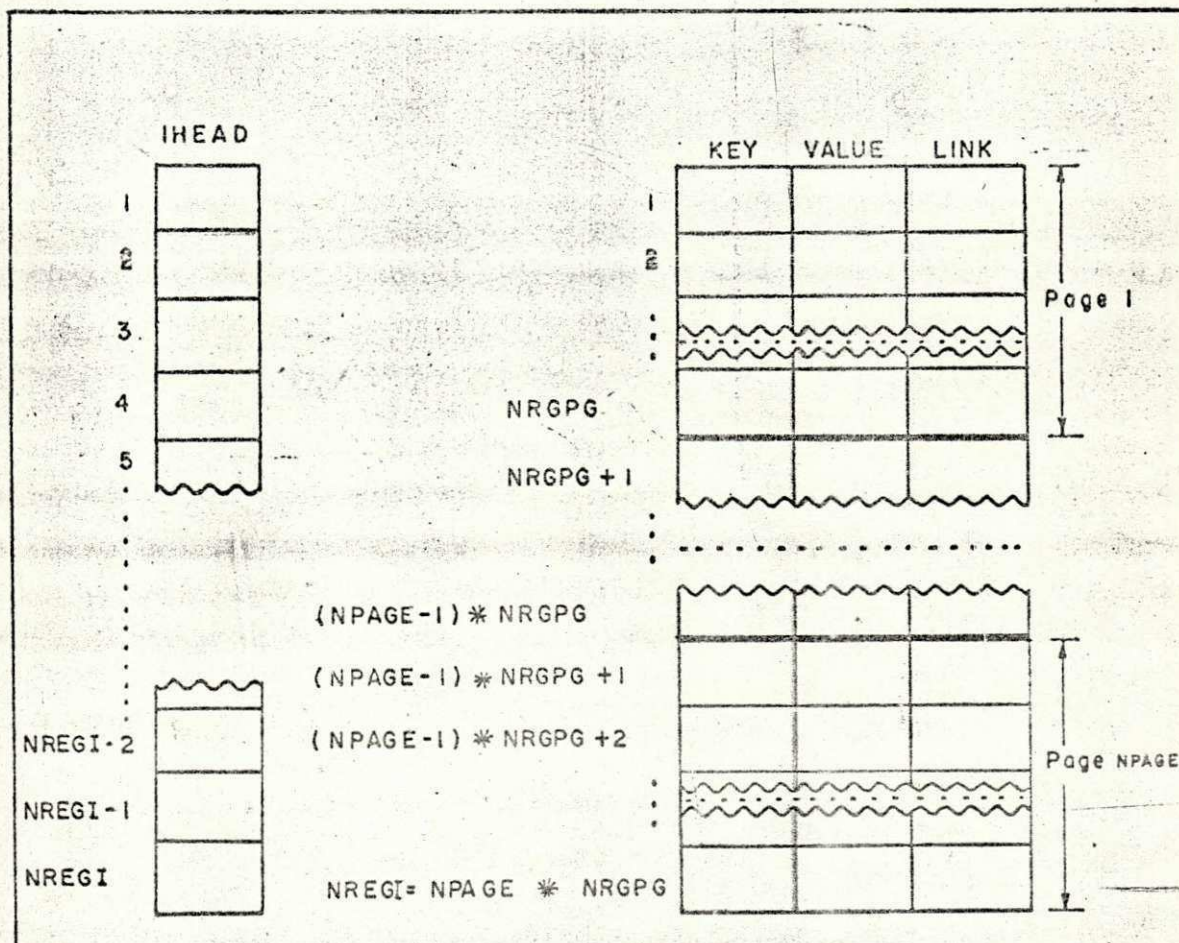 IHEAD
1
2
3
4
5
NREGI-2
NREGI-1
NREGI
KEY VALUE LINK
1
2
NRGPG
NRGPG + 1
(NPAGE-1) * NRGPG
(NPAGE-1) * NRGPG +1
(NPAGE-1) * NRGPG +2
NREGI= NPAGE * NRGPG
Page 1
Page NPAGE